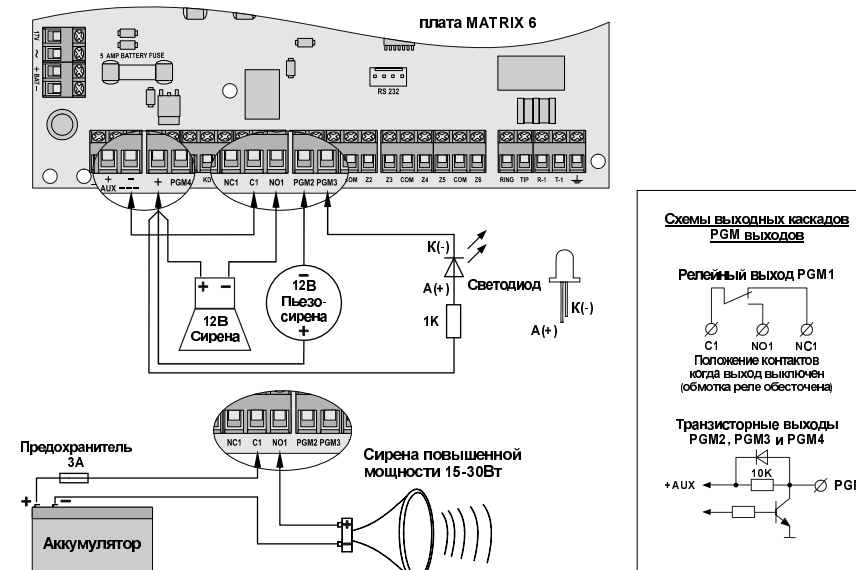 плата MATRIX 6
17V
~
+ BAT -
5 AMP BATTERY FUSE
RS 232
+ - + PGM4 NC1 C1 NO1 PGM2 PGM3 COM Z2 Z3 COM Z4 Z5 COM Z6 RING TIP R-1 T-1
AUX
+ -
12В
Сирена
-
12В
Пьезо-
сирена
+
К(-)
А(+)
Светодиод
1K
К(-)
А(+)
NC1 C1 NO1 PGM2 PGM3
Предохранитель
3А
+ -
Аккумулятор
Сирена повышенной
мощности 15-30Вт
+
-
Схемы выходных каскадов
PGM выходов
Релейный выход PGM1
C1 NO1 NC1
Положение контактов
когда выход выключен
(обмотка реле обесточена)
Транзисторные выходы
PGM2, PGM3 и PGM4
10K
+AUX